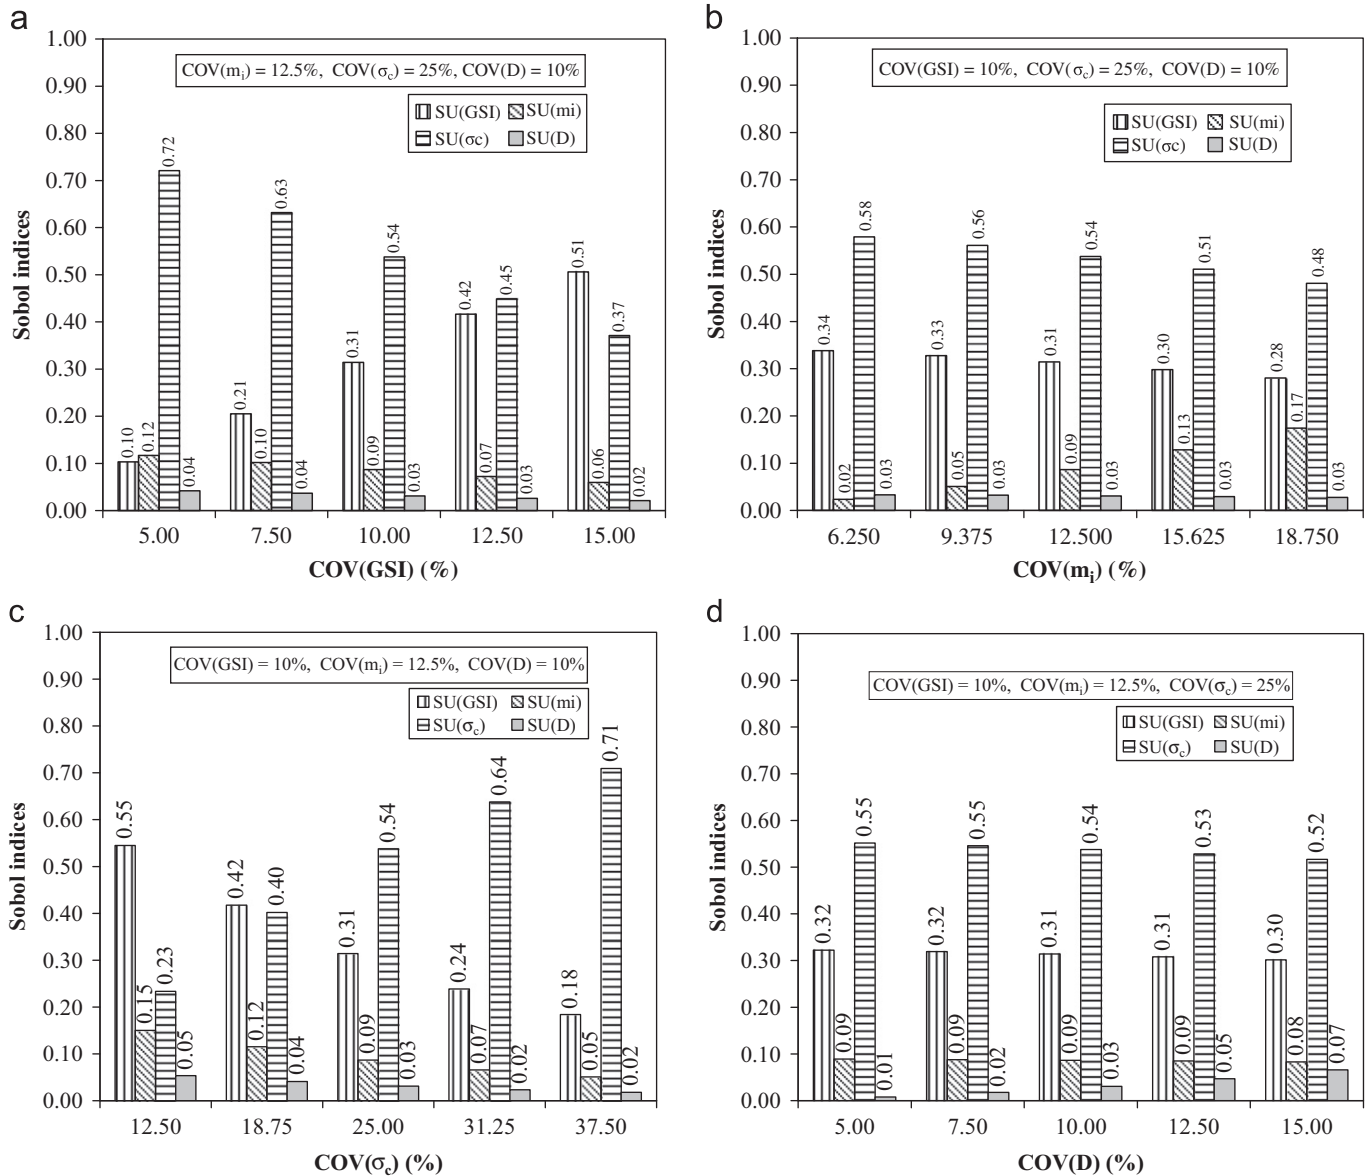 a
1.00
0.90
0.80
0.70
0.60
0.50
0.40
0.30
0.20
0.10
0.00
Sobol indices
COV(mᵢ) = 12.5%, COV(σ_c) = 25%, COV(D) = 10%
SU(GSI) SU(mi)
SU(σc) SU(D)
0.10 0.12 0.72 0.04
0.21 0.10 0.63 0.04
0.31 0.09 0.54 0.03
0.42 0.07 0.45 0.03
0.51 0.06 0.37 0.02
5.00 7.50 10.00 12.50 15.00
COV(GSI) (%)
b
1.00
0.90
0.80
0.70
0.60
0.50
0.40
0.30
0.20
0.10
0.00
Sobol indices
COV(GSI) = 10%, COV(σ_c) = 25%, COV(D) = 10%
SU(GSI) SU(mi)
SU(σc) SU(D)
0.34 0.02 0.58 0.03
0.33 0.05 0.56 0.03
0.31 0.09 0.54 0.03
0.30 0.13 0.51 0.03
0.28 0.17 0.48 0.03
6.250 9.375 12.500 15.625 18.750
COV(mᵢ) (%)
c
1.00
0.90
0.80
0.70
0.60
0.50
0.40
0.30
0.20
0.10
0.00
Sobol indices
COV(GSI) = 10%, COV(mᵢ) = 12.5%, COV(D) = 10%
SU(GSI) SU(mi)
SU(σ_c) SU(D)
0.55 0.15 0.23 0.05
0.42 0.12 0.40 0.04
0.31 0.09 0.54 0.03
0.24 0.07 0.64 0.02
0.18 0.05 0.71 0.02
12.50 18.75 25.00 31.25 37.50
COV(σ_c) (%)
d
1.00
0.90
0.80
0.70
0.60
0.50
0.40
0.30
0.20
0.10
0.00
Sobol indices
COV(GSI) = 10%, COV(mᵢ) = 12.5%, COV(σ_c) = 25%
SU(GSI) SU(mi)
SU(σ_c) SU(D)
0.32 0.09 0.55 0.01
0.32 0.09 0.55 0.02
0.31 0.09 0.54 0.03
0.31 0.09 0.53 0.05
0.30 0.08 0.52 0.07
5.00 7.50 10.00 12.50 15.00
COV(D) (%)